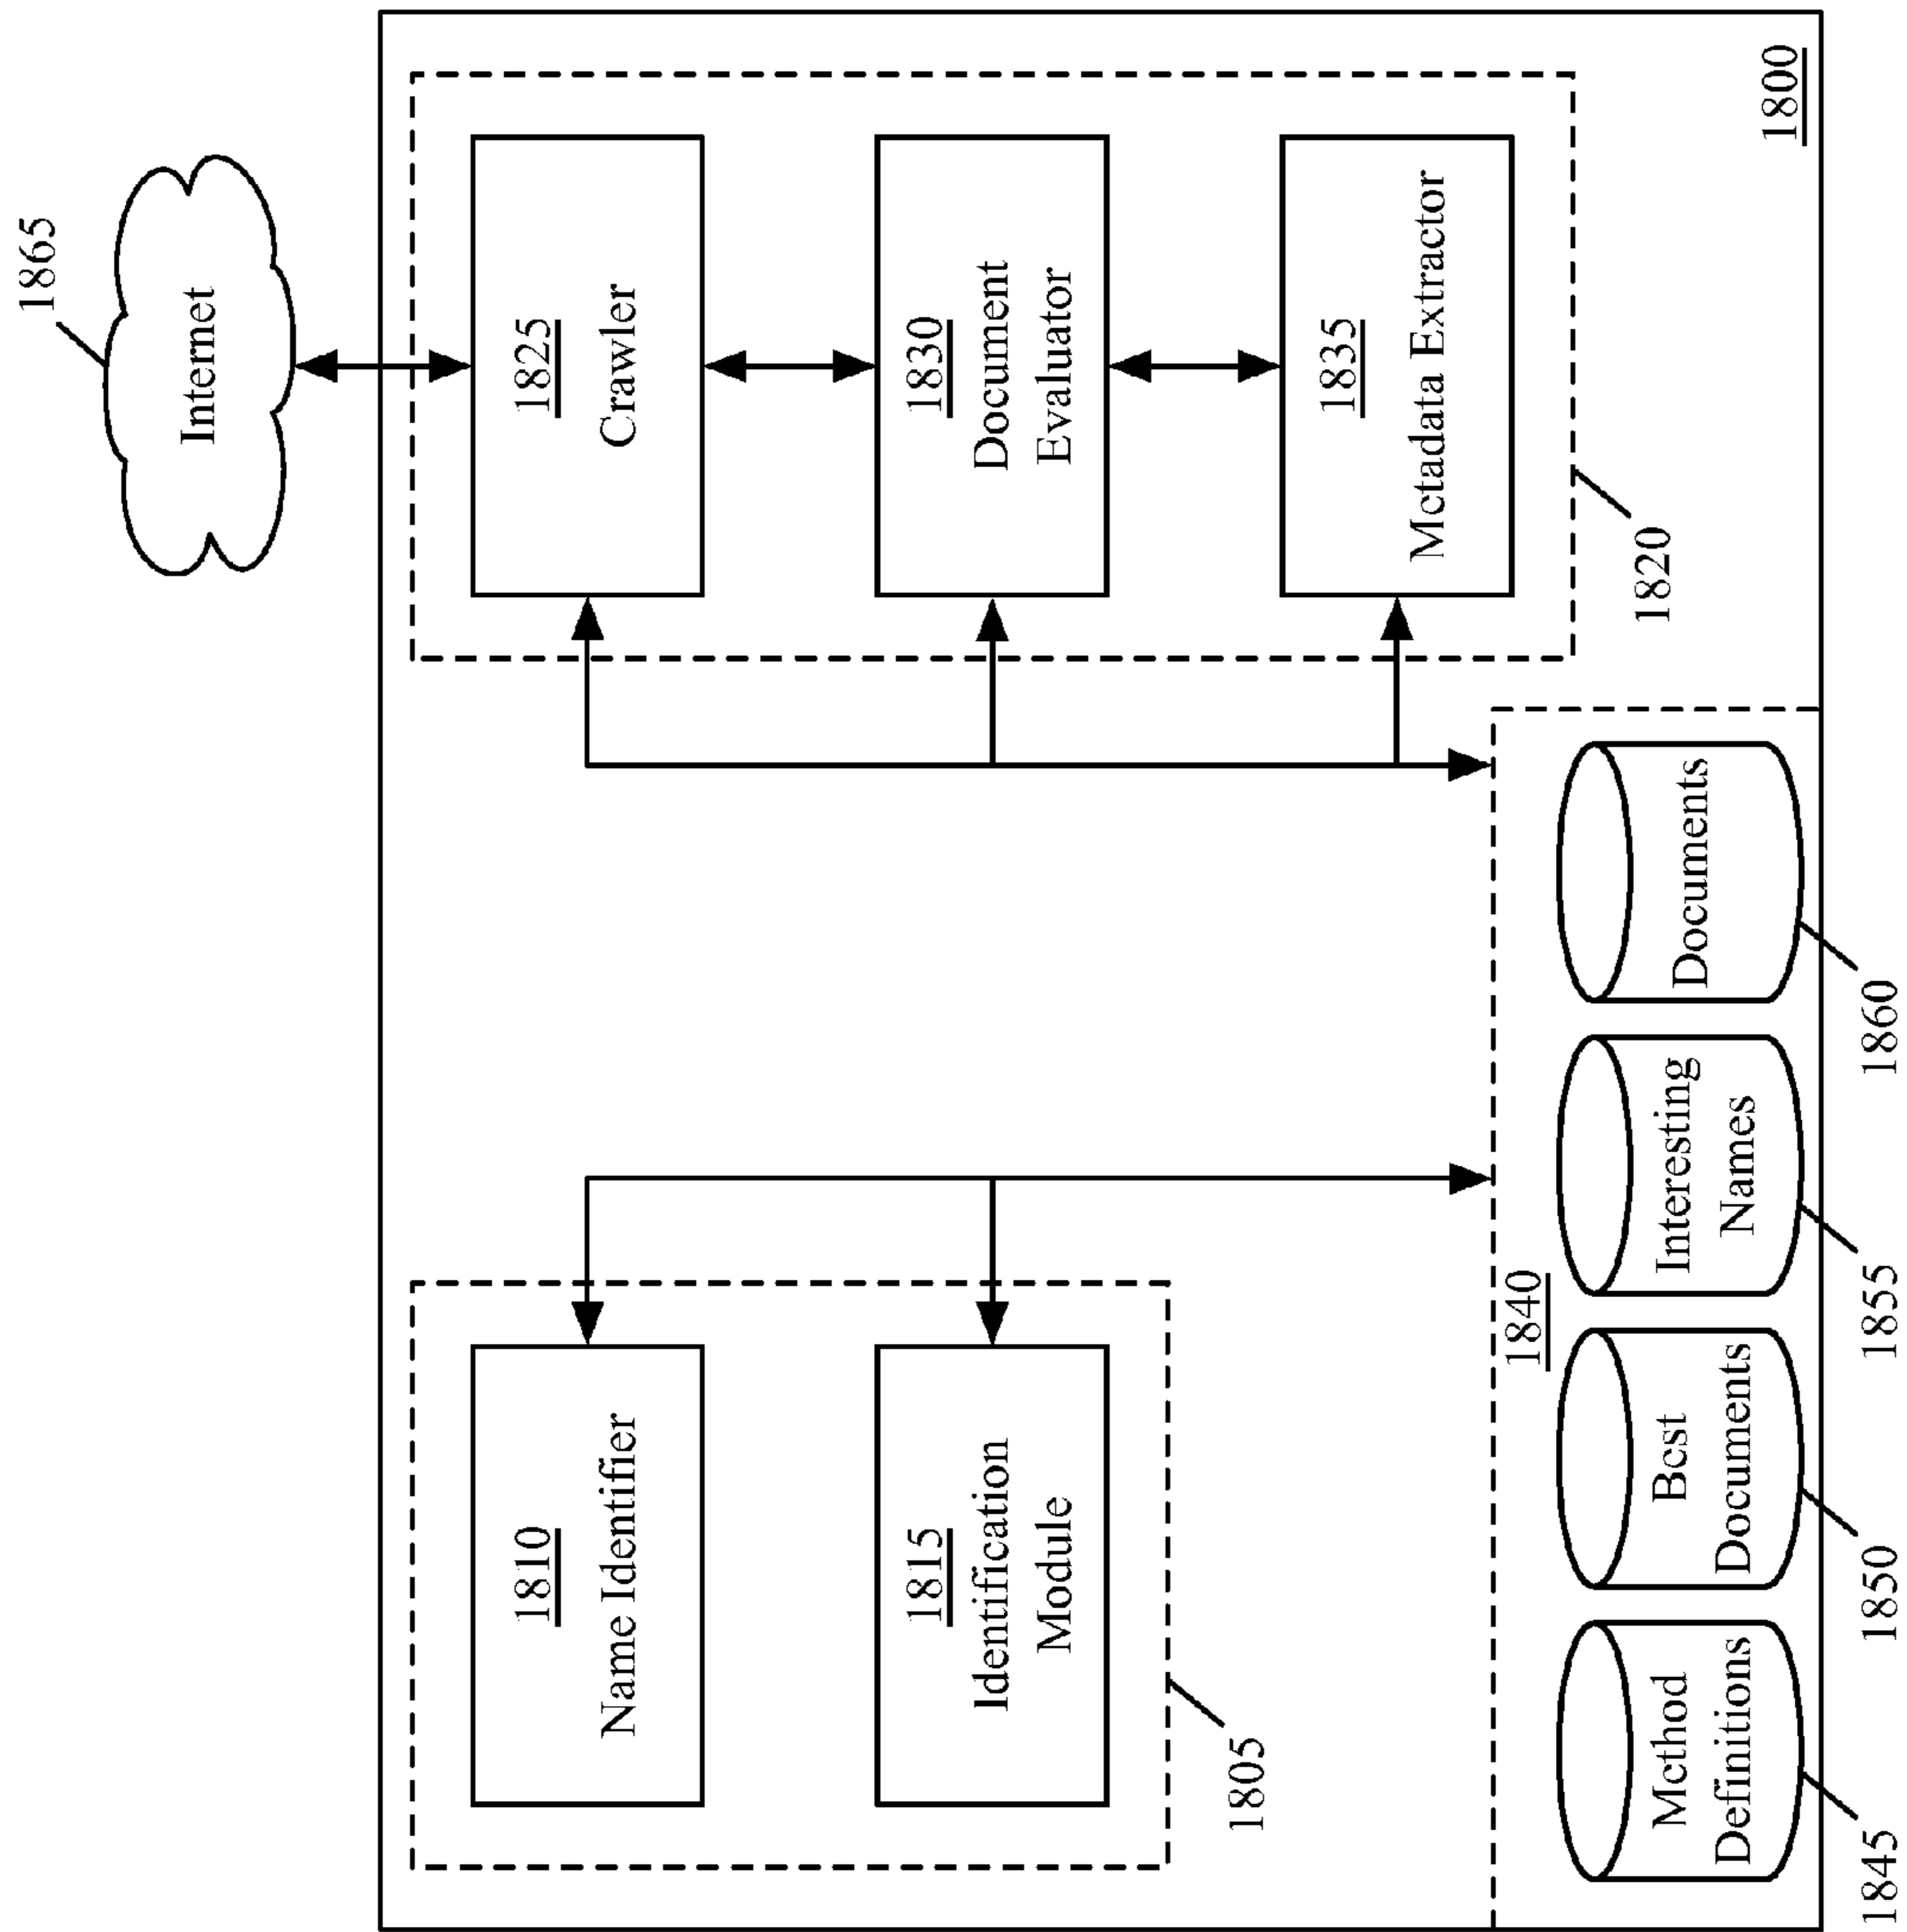 1865
Internet
1810
Name Identifier
1825
Crawler
1815
Identification
Module
1830
Document
Evaluator
1805
1835
Metadata Extractor
1820
1840
Method
Definitions
Best
Documents
Interesting
Names
Documents
1800
1845
1850
1855
1860